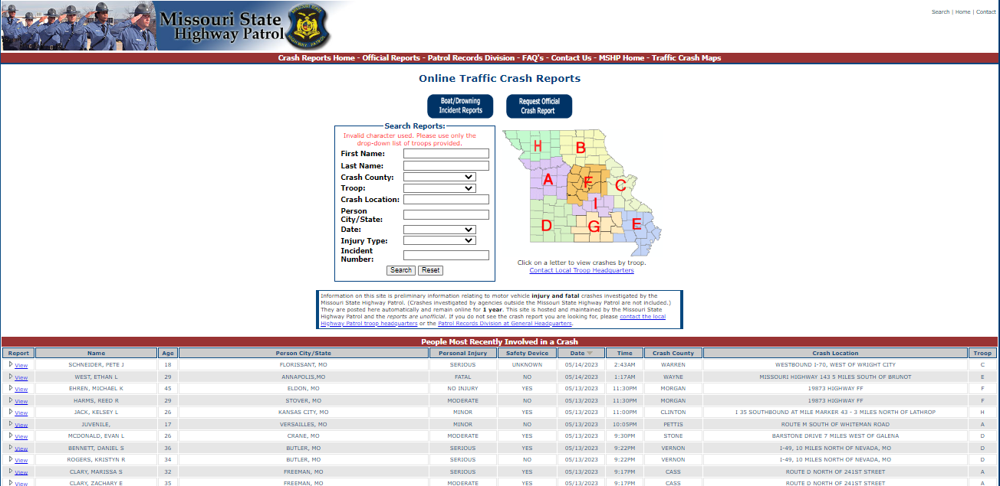 Missouri State
Highway Patrol
Search | Home | Contact
Crash Reports Home - Official Reports - Patrol Records Division - FAQ's - Contact Us - MSHP Home - Traffic Crash Maps
Online Traffic Crash Reports
Boat/Drowning
Incident Reports
Request Official
Crash Report
Search Reports:
Invalid character used. Please use only the
drop-down list of troops provided.
First Name:
Last Name:
Crash County:
Troop:
Crash Location:
Person
City/State:
Date:
Injury Type:
Incident
Number:
Search Reset
H B
A F C
I
D G E
Click on a letter to view crashes by troop.
Contact Local Troop Headquarters
Information on this site is preliminary information relating to motor vehicle injury and fatal crashes investigated by the
Missouri State Highway Patrol. (Crashes investigated by agencies outside the Missouri State Highway Patrol are not included.)
They are posted here automatically and remain online for 1 year. This site is hosted and maintained by the Missouri State
Highway Patrol and the reports are unofficial. If you do not see the crash report you are looking for, please contact the local
Highway Patrol troop headquarters or the Patrol Records Division at General Headquarters.
People Most Recently Involved in a Crash
Report Name Age Person City/State Personal Injury Safety Device Date Time Crash County Crash Location Troop
View SCHNEIDER, PETE J 18 FLORISSANT, MO SERIOUS UNKNOWN 05/14/2023 2:43AM WARREN WESTBOUND I-70, WEST OF WRIGHT CITY C
View WEST, ETHAN L 29 ANNAPOLIS,MO FATAL NO 05/14/2023 1:17AM WAYNE MISSOURI HIGHWAY 143 5 MILES SOUTH OF BRUNOT E
View EHREN, MICHAEL K 45 ELDON, MO NO INJURY YES 05/13/2023 11:30PM MORGAN 19873 HIGHWAY FF F
View HARMS, REED R 29 STOVER, MO MODERATE NO 05/13/2023 11:30PM MORGAN 19873 HIGHWAY FF F
View JACK, KELSEY L 26 KANSAS CITY, MO MINOR YES 05/13/2023 11:00PM CLINTON I 35 SOUTHBOUND AT MILE MARKER 43 - 3 MILES NORTH OF LATHROP H
View JUVENILE, 17 VERSAILLES, MO MINOR NO 05/13/2023 10:05PM PETTIS ROUTE M SOUTH OF WHITEMAN ROAD A
View MCDONALD, EVAN L 26 CRANE, MO MODERATE YES 05/13/2023 9:30PM STONE BARSTONE DRIVE 7 MILES WEST OF GALENA D
View BENNETT, DANIEL S 36 BUTLER, MO SERIOUS YES 05/13/2023 9:22PM VERNON I-49, 10 MILES NORTH OF NEVADA, MO D
View ROGERS, KRISTYN R 34 BUTLER, MO SERIOUS NO 05/13/2023 9:22PM VERNON I-49, 10 MILES NORTH OF NEVADA, MO D
View CLARY, MARISSA S 32 FREEMAN, MO SERIOUS YES 05/13/2023 9:17PM CASS ROUTE D NORTH OF 241ST STREET A
View CLARY, ZACHARY E 35 FREEMAN, MO MODERATE YES 05/13/2023 9:17PM CASS ROUTE D NORTH OF 241ST STREET A